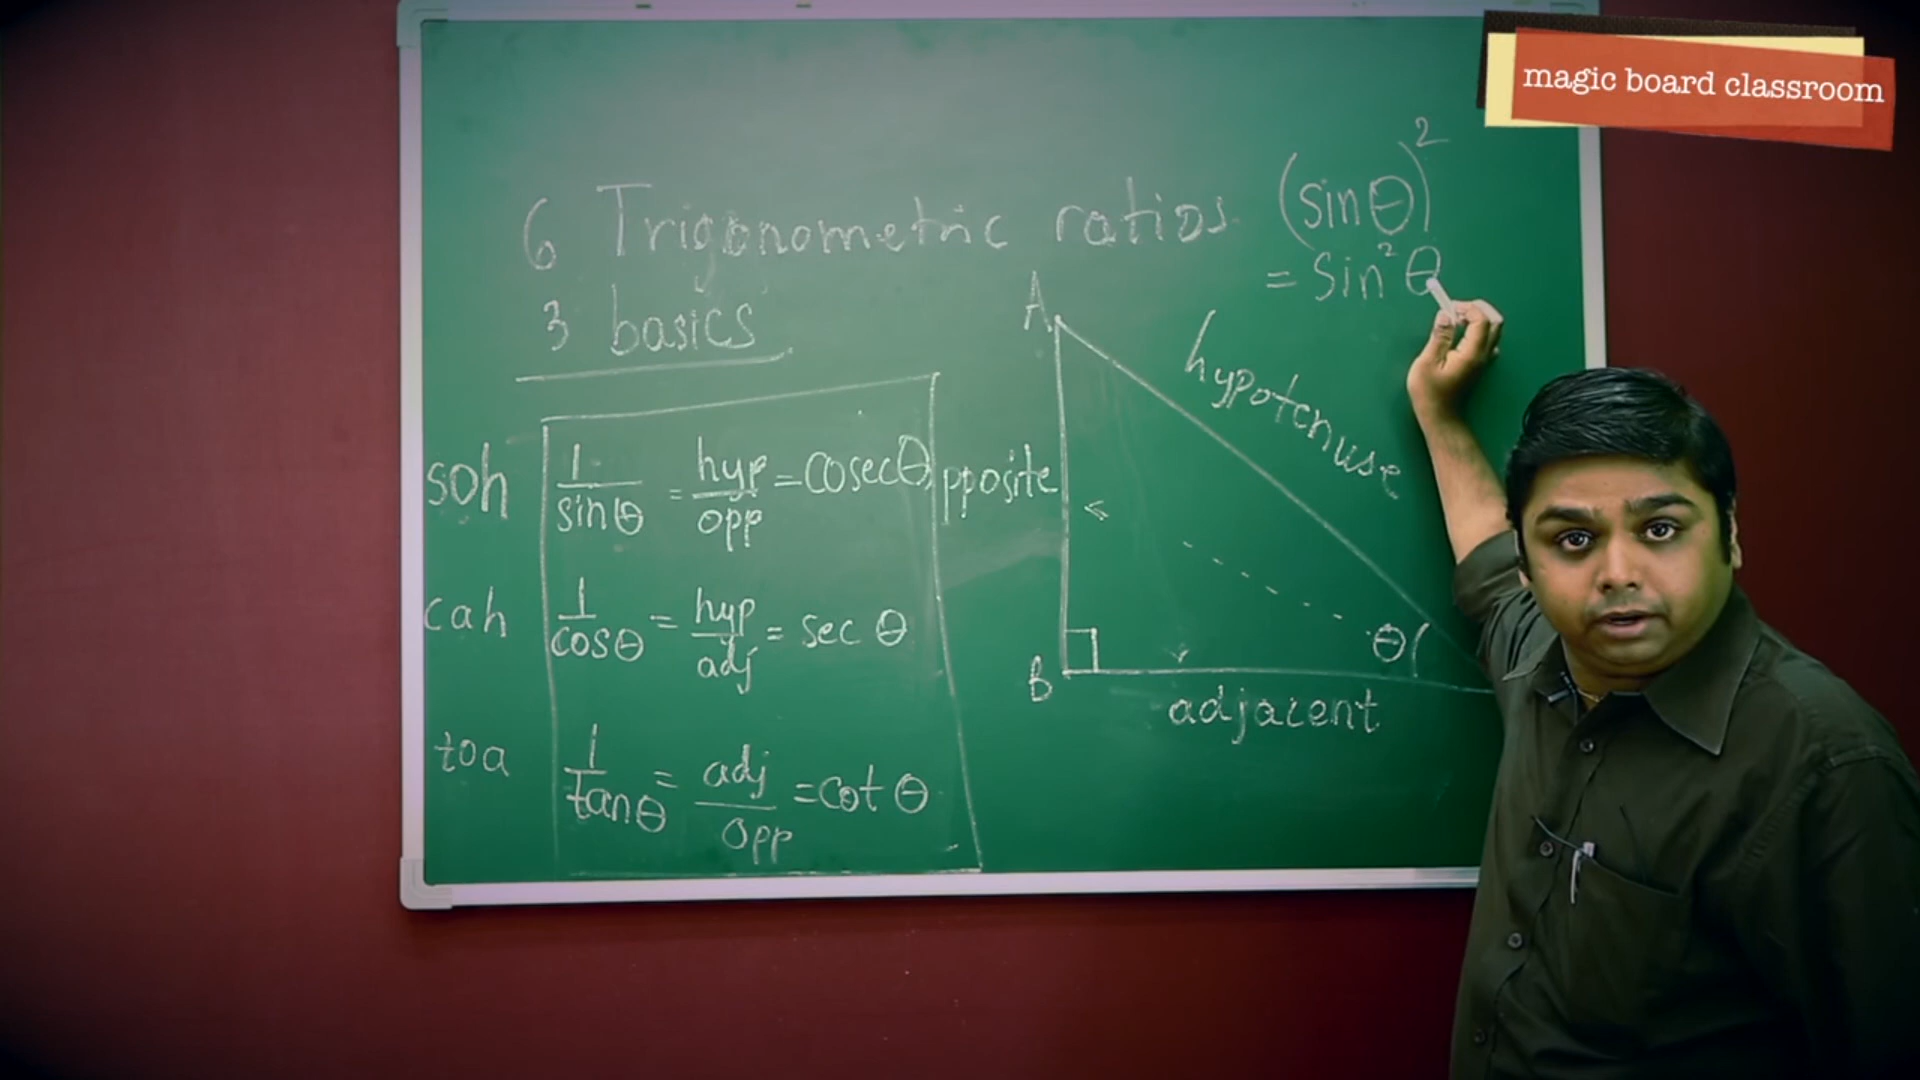 magic board classroom
6 Trigonometric ratios
(sinθ)²
= sin²θ
3 basics
A
hypotenuse
soh
1/sinθ = hyp/opp = cosecθ
pposite
cah
1/cosθ = hyp/adj = sec θ
θ
B
adjacent
toa
1/tanθ = adj/opp = cot θ